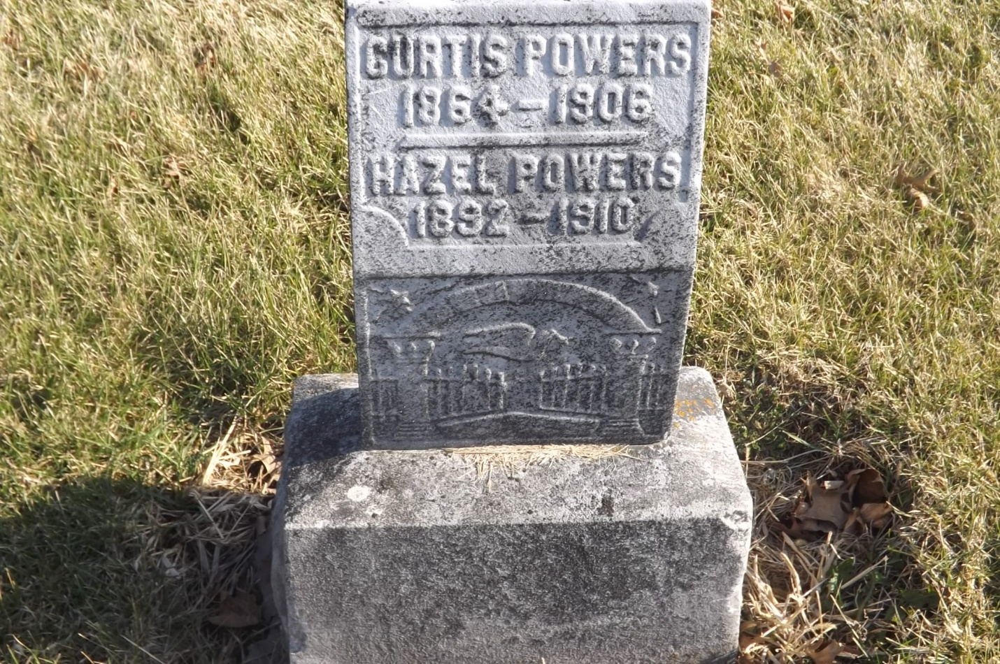 CURTIS POWERS
1864 - 1906
HAZEL POWERS
1892 - 1910